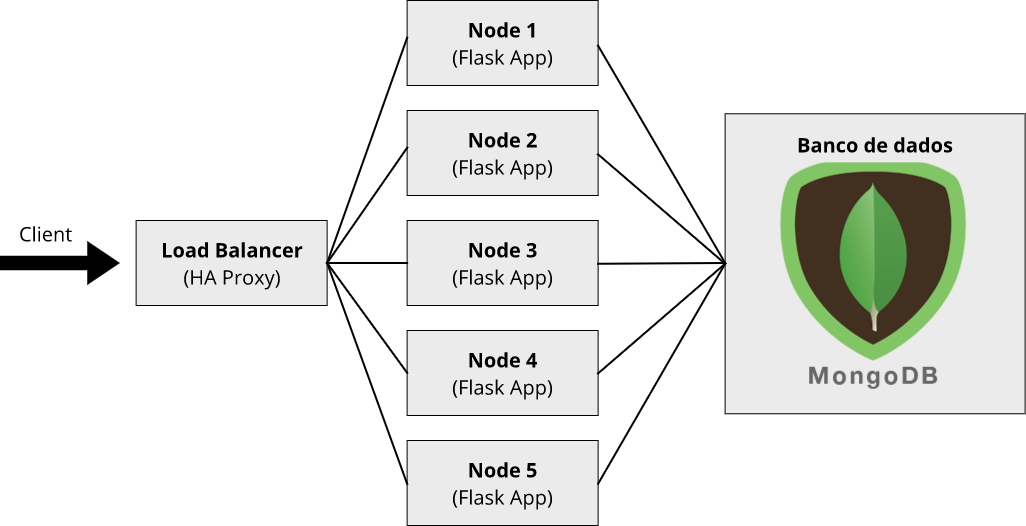 Client
Load Balancer
(HA Proxy)
Node 1
(Flask App)
Node 2
(Flask App)
Node 3
(Flask App)
Node 4
(Flask App)
Node 5
(Flask App)
Banco de dados
MongoDB